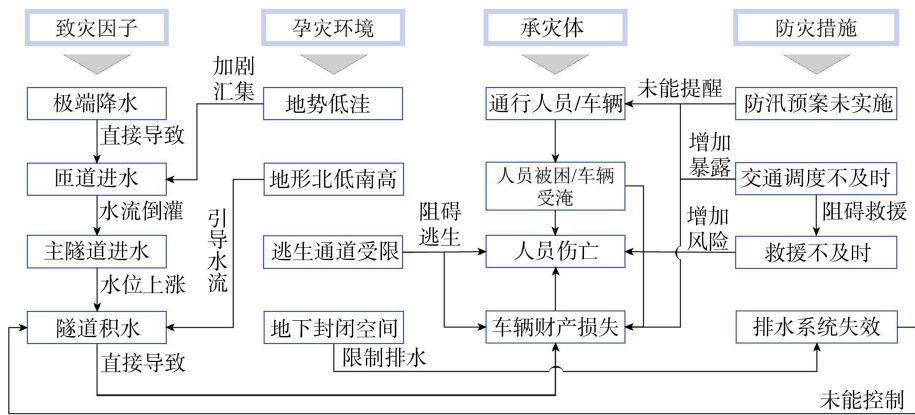 致灾因子
孕灾环境
承灾体
防灾措施
极端降水
加剧
汇集
地势低洼
通行人员/车辆
未能提醒
防汛预案未实施
直接导致
匝道进水
地形北低南高
人员被困/车辆
受淹
增加
暴露
交通调度不及时
水流倒灌
引导水流
阻碍
逃生
增加
风险
阻碍救援
主隧道进水
逃生通道受限
人员伤亡
救援不及时
水位上涨
隧道积水
地下封闭空间
车辆财产损失
排水系统失效
直接导致
限制排水
未能控制